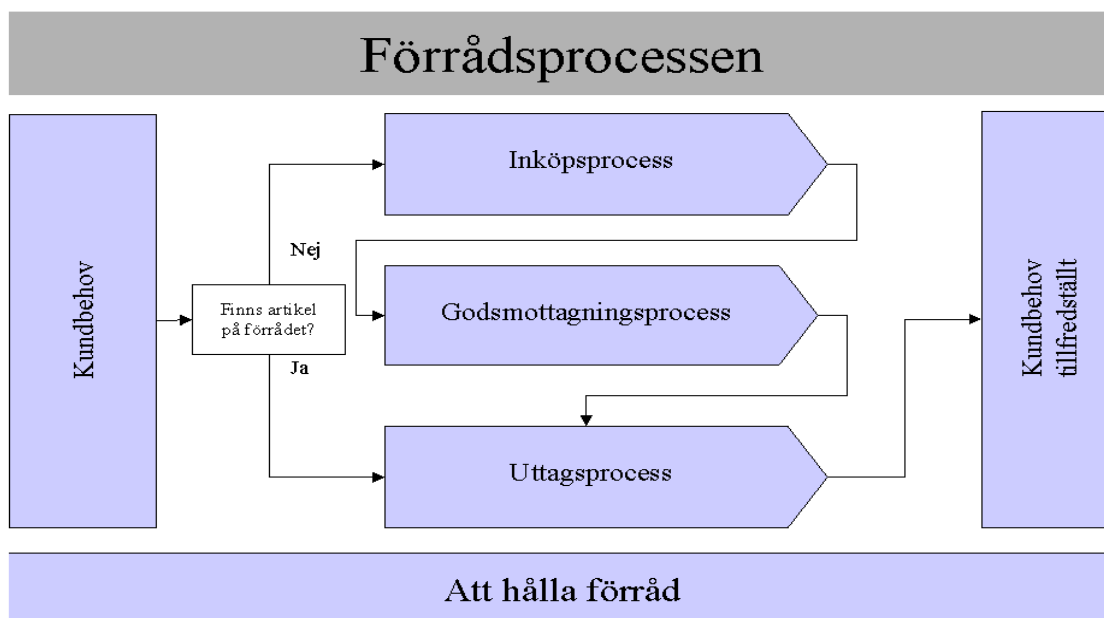 Förrådsprocessen
Kundbehov
Finns artikel
på förrådet?
Nej
Ja
Inköpsprocess
Godsmottagningsprocess
Uttagsprocess
Kundbehov
tillfredställt
Att hålla förråd